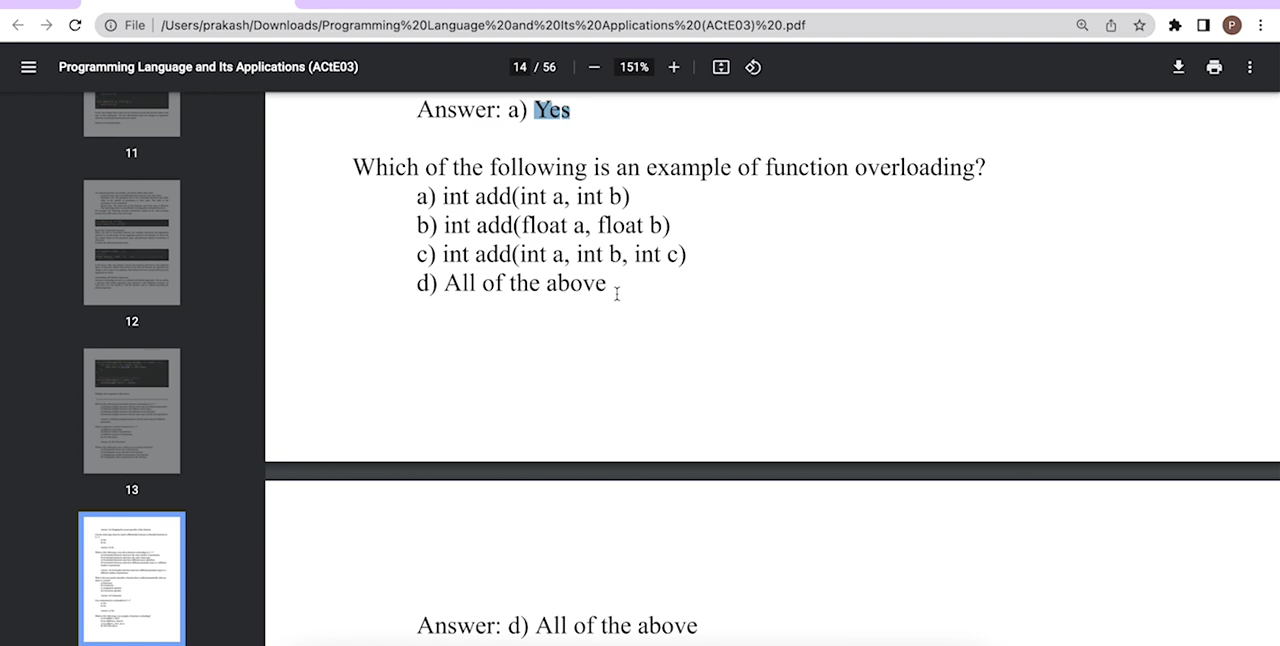 File | /Users/prakash/Downloads/Programming%20Language%20and%20Its%20Applications%20(ACtE03)%20.pdf
P
Programming Language and Its Applications (ACtE03)
14 / 56
151%
Answer: a) Yes
Which of the following is an example of function overloading?
a) int add(int a, int b)
b) int add(float a, float b)
c) int add(int a, int b, int c)
d) All of the above
Answer: d) All of the above
11
12
13